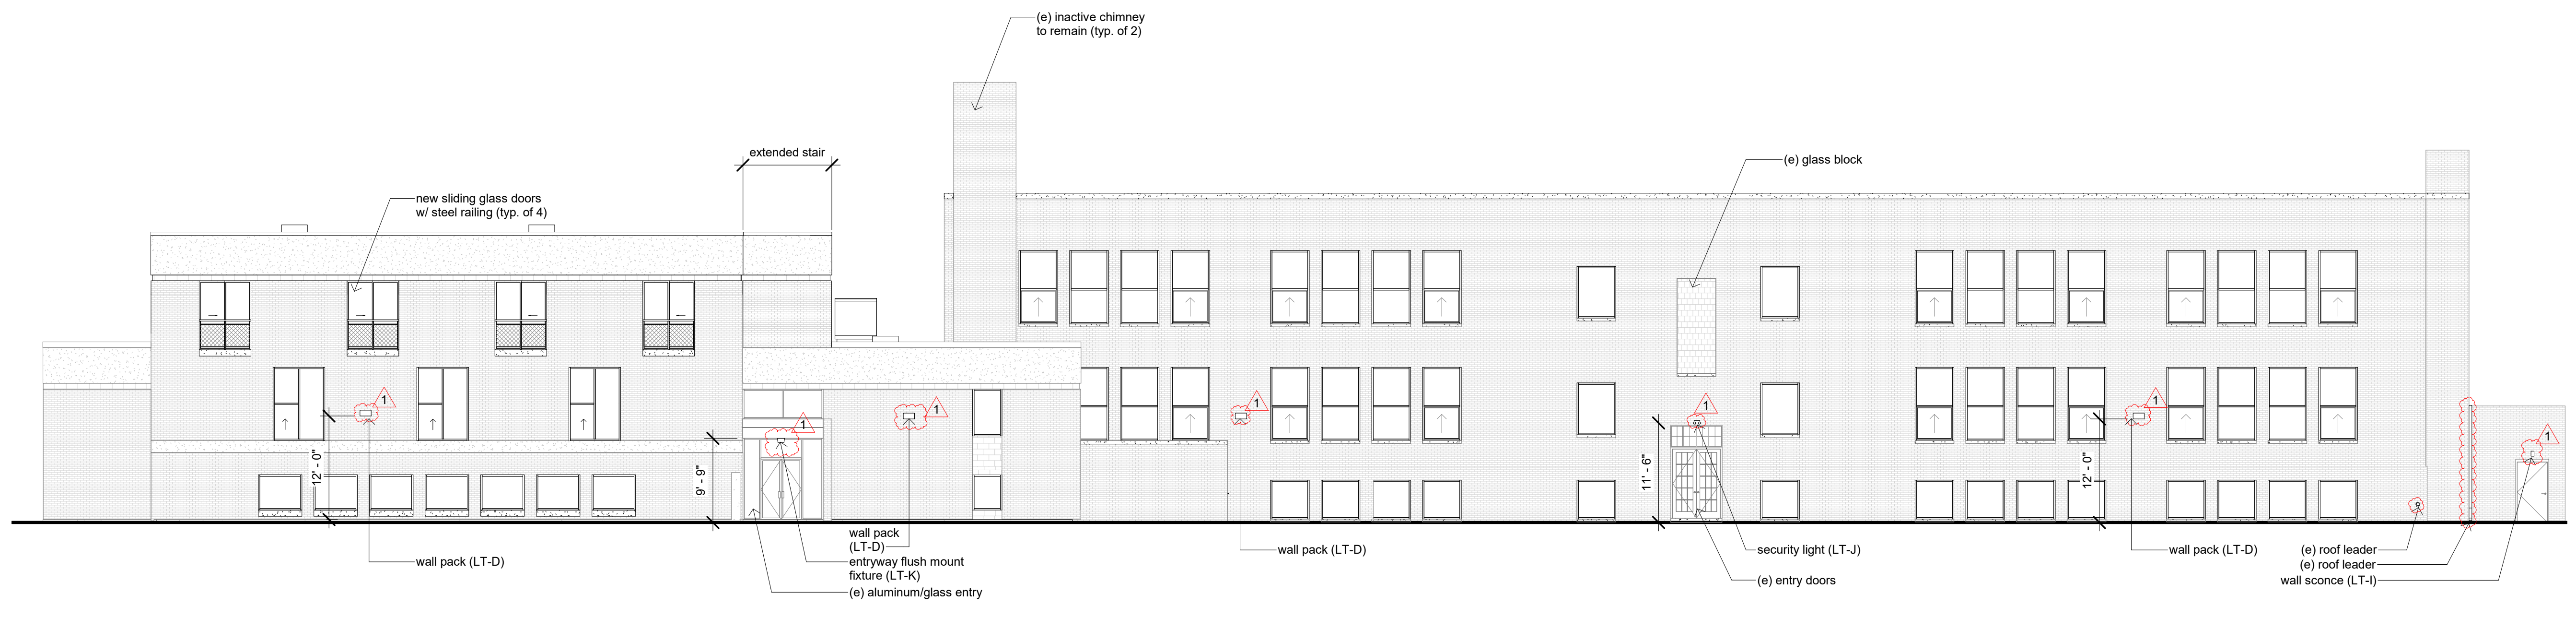 (e) inactive chimney
to remain (typ. of 2)
extended stair
(e) glass block
new sliding glass doors
w/ steel railing (typ. of 4)
1
1
1
1
1
1
1
12' - 0"
9' - 9"
11' - 6"
12' - 0"
wall pack
(LT-D)
wall pack (LT-D)
security light (LT-J)
wall pack (LT-D)
(e) roof leader
wall pack (LT-D)
entryway flush mount
fixture (LT-K)
(e) roof leader
(e) entry doors
wall sconce (LT-I)
(e) aluminum/glass entry